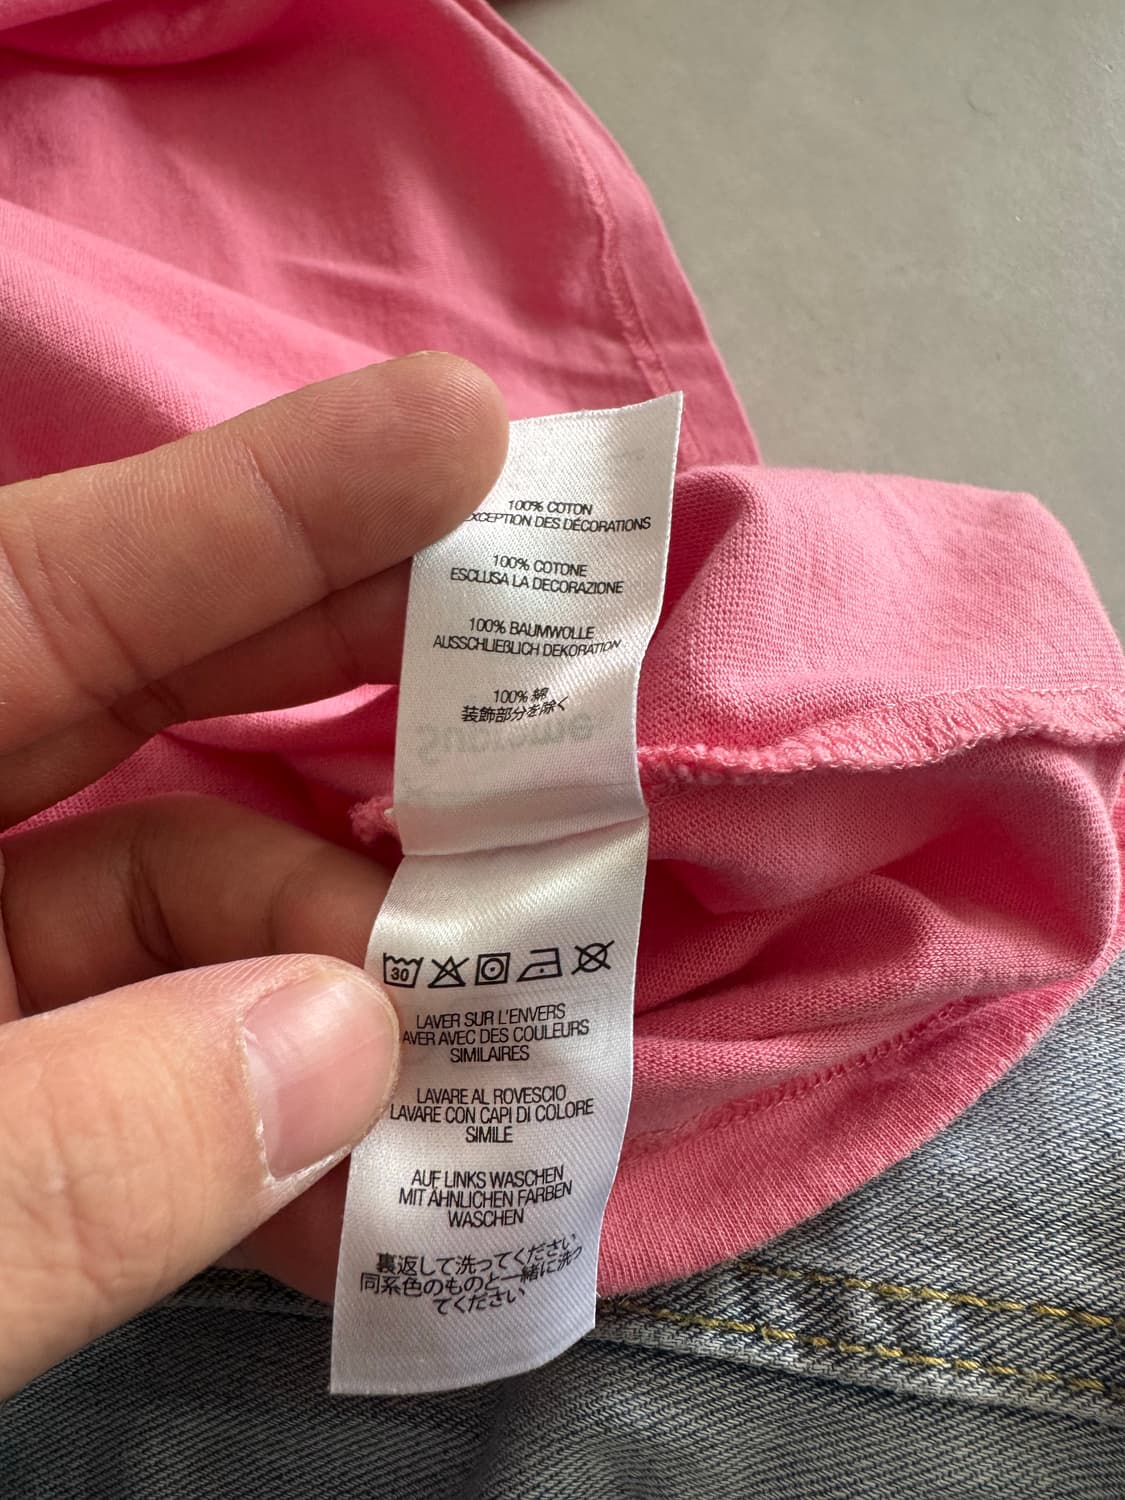 100% COTON
EXCEPTION DES DÉCORATIONS
100% COTONE
ESCLUSA LA DECORAZIONE
100% BAUMWOLLE
AUSSCHLIEßLICH DEKORATION
100% 綿
装飾部分を除く
30
LAVER SUR L'ENVERS
LAVER AVEC DES COULEURS
SIMILAIRES
LAVARE AL ROVESCIO
LAVARE CON CAPI DI COLORE
SIMILE
AUF LINKS WASCHEN
MIT ÄHNLICHEN FARBEN
WASCHEN
裏返して洗ってください
同系色のものと一緒に洗っ
てください